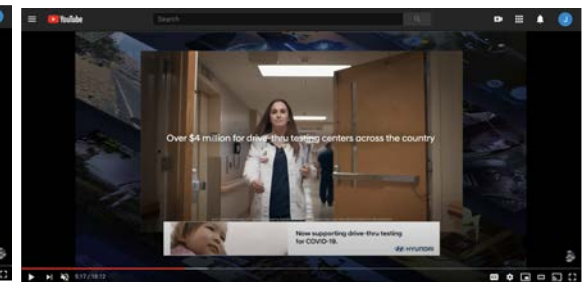 YouTube
Search
J
Over $4 million for drive-thru testing centers across the country
Now supporting drive-thru testing
for COVID-19.
HYUNDAI